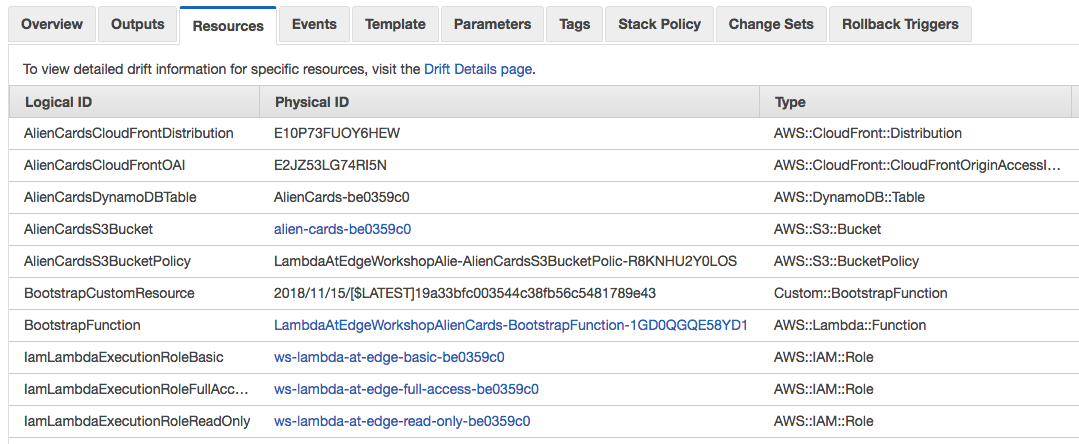 Overview Outputs Resources Events Template Parameters Tags Stack Policy Change Sets Rollback Triggers
To view detailed drift information for specific resources, visit the Drift Details page.
Logical ID Physical ID Type
AlienCardsCloudFrontDistribution E10P73FUOY6HEW AWS::CloudFront::Distribution
AlienCardsCloudFrontOAI E2JZ53LG74RI5N AWS::CloudFront::CloudFrontOriginAccessI...
AlienCardsDynamoDBTable AlienCards-be0359c0 AWS::DynamoDB::Table
AlienCardsS3Bucket alien-cards-be0359c0 AWS::S3::Bucket
AlienCardsS3BucketPolicy LambdaAtEdgeWorkshopAlie-AlienCardsS3BucketPolic-R8KNHU2Y0LOS AWS::S3::BucketPolicy
BootstrapCustomResource 2018/11/15/[$LATEST]19a33bfc003544c38fb56c5481789e43 Custom::BootstrapFunction
BootstrapFunction LambdaAtEdgeWorkshopAlienCards-BootstrapFunction-1GD0QGQE58YD1 AWS::Lambda::Function
IamLambdaExecutionRoleBasic ws-lambda-at-edge-basic-be0359c0 AWS::IAM::Role
IamLambdaExecutionRoleFullAcc... ws-lambda-at-edge-full-access-be0359c0 AWS::IAM::Role
IamLambdaExecutionRoleReadOnly ws-lambda-at-edge-read-only-be0359c0 AWS::IAM::Role